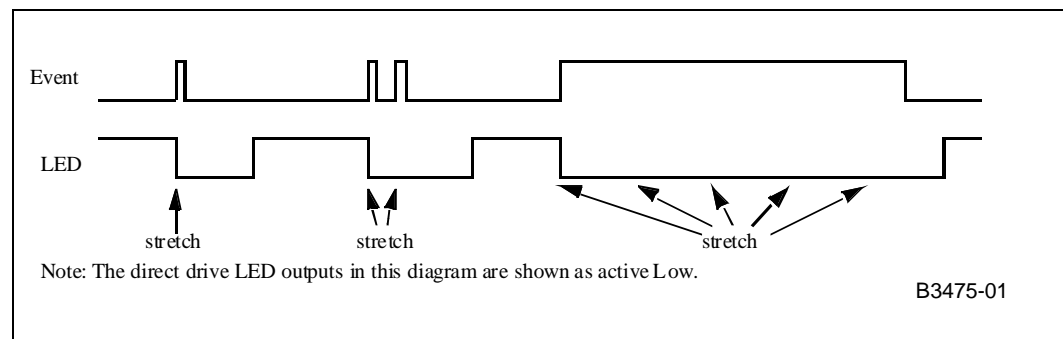 Event
LED
stretch stretch stretch
Note: The direct drive LED outputs in this diagram are shown as active Low.
B3475-01